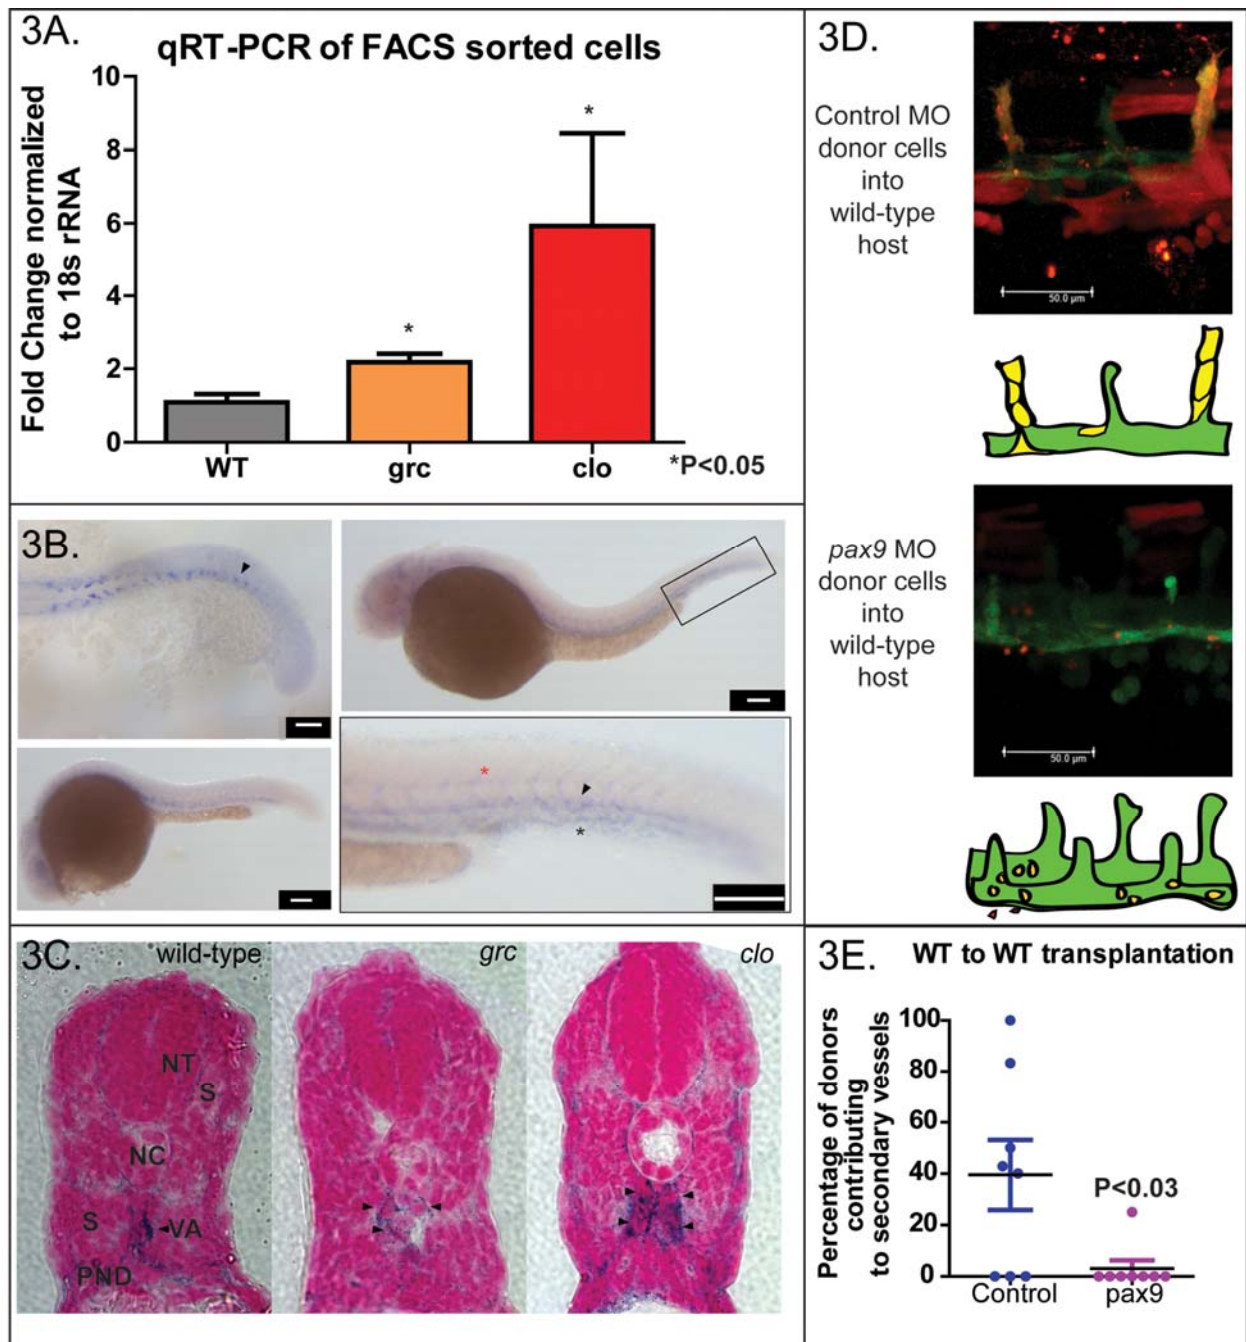 3A.
qRT-PCR of FACS sorted cells
Fold Change normalized
to 18s rRNA
10
8
6
4
2
0
*
*
WT
grc
clo
*P<0.05
3B.
*
*
3C.
wild-type
grc
clo
NT
S
NC
S
VA
PND
3D.
Control MO
donor cells
into
wild-type
host
50.0 µm
pax9 MO
donor cells
into
wild-type
host
50.0 µm
3E.
WT to WT transplantation
Percentage of donors
contributing
to secondary vessels
100
80
60
40
20
0
P<0.03
Control
pax9